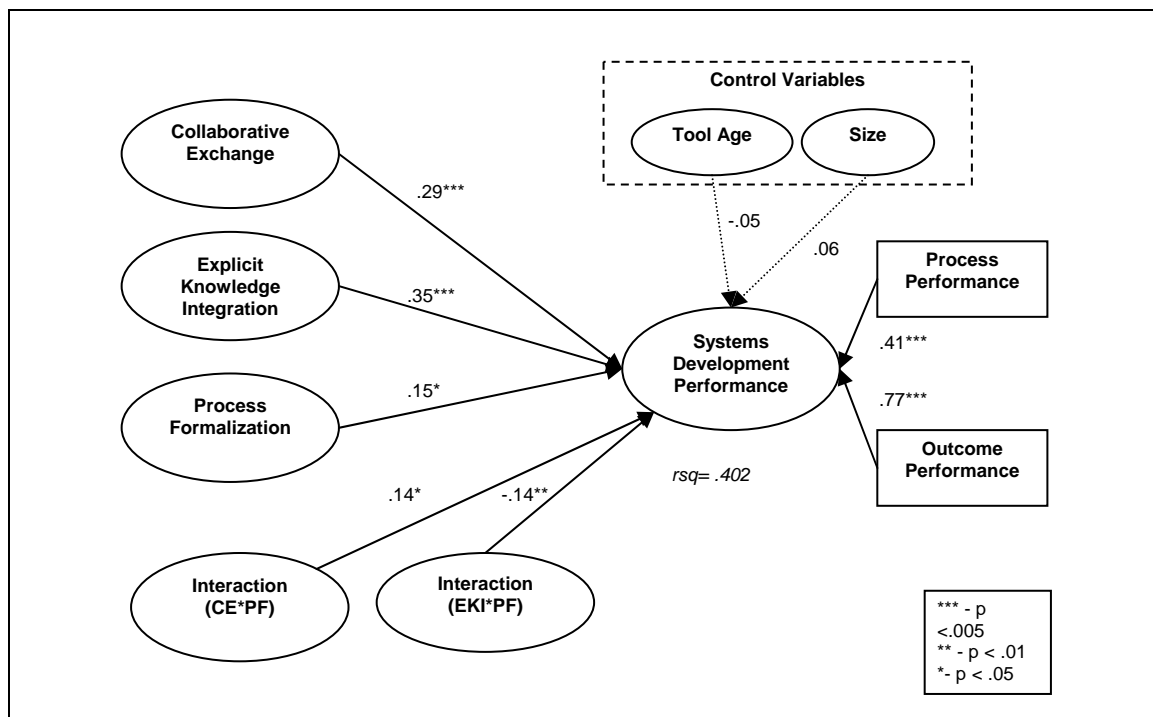 Control Variables
Tool Age
Size
Collaborative
Exchange
.29***
-.05
.06
Explicit
Knowledge
Integration
.35***
Process
Performance
Systems
Development
Performance
.41***
.15*
Process
Formalization
.77***
Outcome
Performance
rsq= .402
.14*
-.14**
Interaction
(CE*PF)
Interaction
(EKI*PF)
*** - p
<.005
** - p < .01
*- p < .05